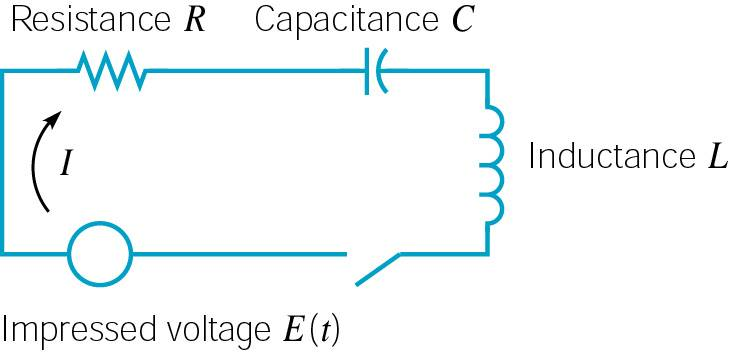 Resistance R
Capacitance C
I
Inductance L
Impressed voltage E(t)